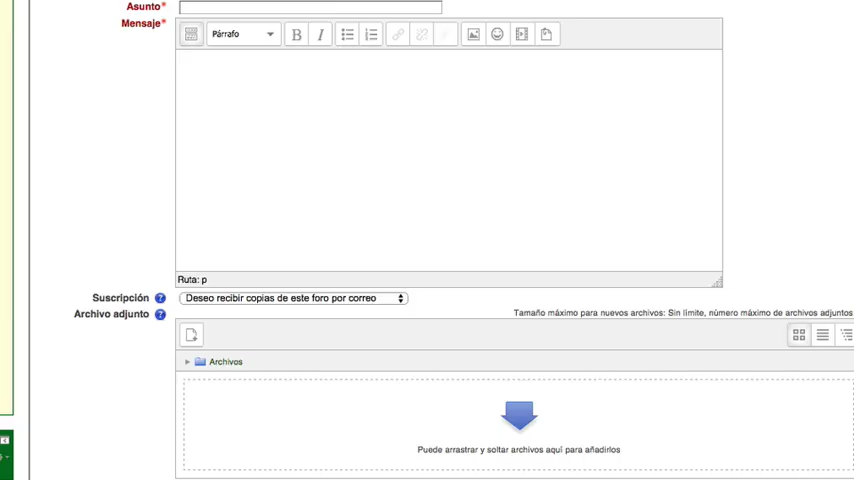 Asunto*
Mensaje*
Párrafo
B I
Ruta: p
Suscripción ? Deseo recibir copias de este foro por correo
Archivo adjunto ? Tamaño máximo para nuevos archivos: Sin límite, número máximo de archivos adjuntos
Archivos
Puede arrastrar y soltar archivos aquí para añadirlos